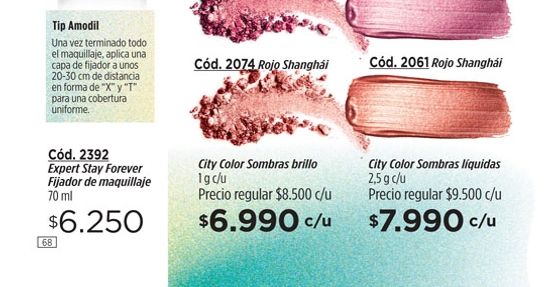 Tip Amodil
Una vez terminado todo
el maquillaje, aplica una
capa de fijador a unos
20-30 cm de distancia
en forma de “X” y “T”
para una cobertura
uniforme.
Cód. 2392
Expert Stay Forever
Fijador de maquillaje
70 ml
$6.250
68
Cód. 2074 Rojo Shanghái
City Color Sombras brillo
1 g c/u
Precio regular $8.500 c/u
$6.990 c/u
Cód. 2061 Rojo Shanghái
City Color Sombras líquidas
2,5 g c/u
Precio regular $9.500 c/u
$7.990 c/u